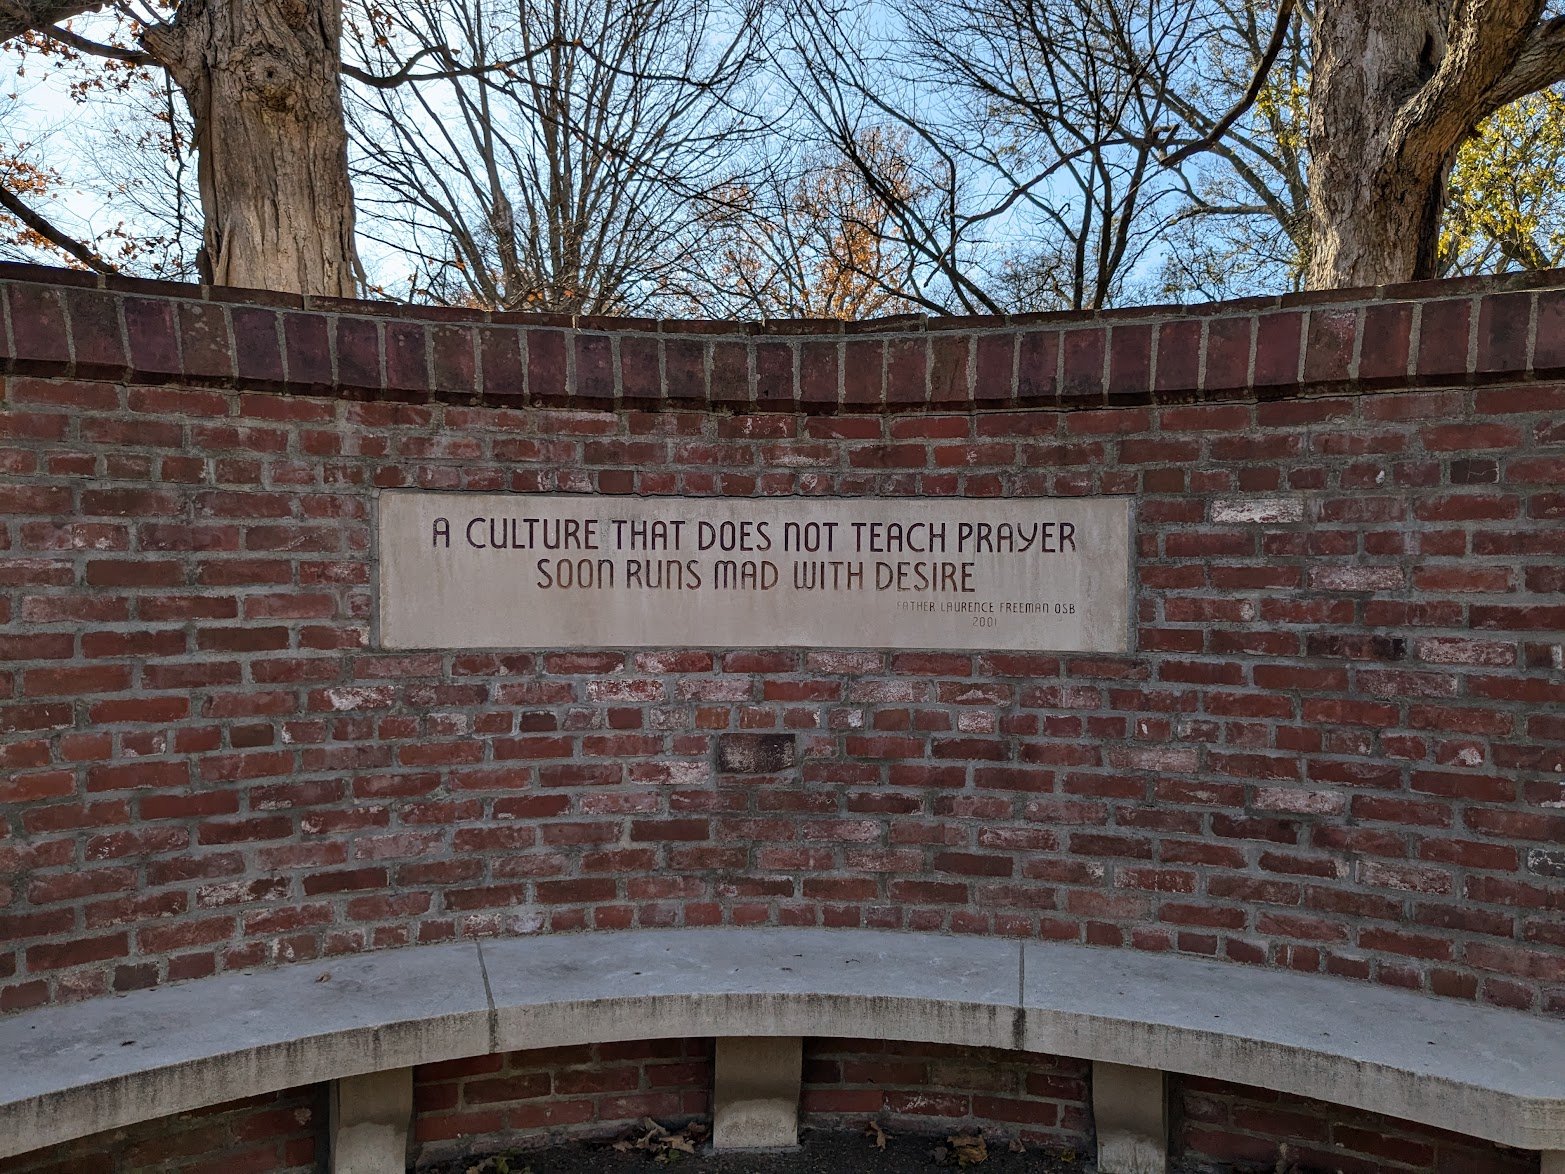 A CULTURE THAT DOES NOT TEACH PRAYER
SOON RUNS MAD WITH DESIRE
FATHER LAURENCE FREEMAN OSB
2001